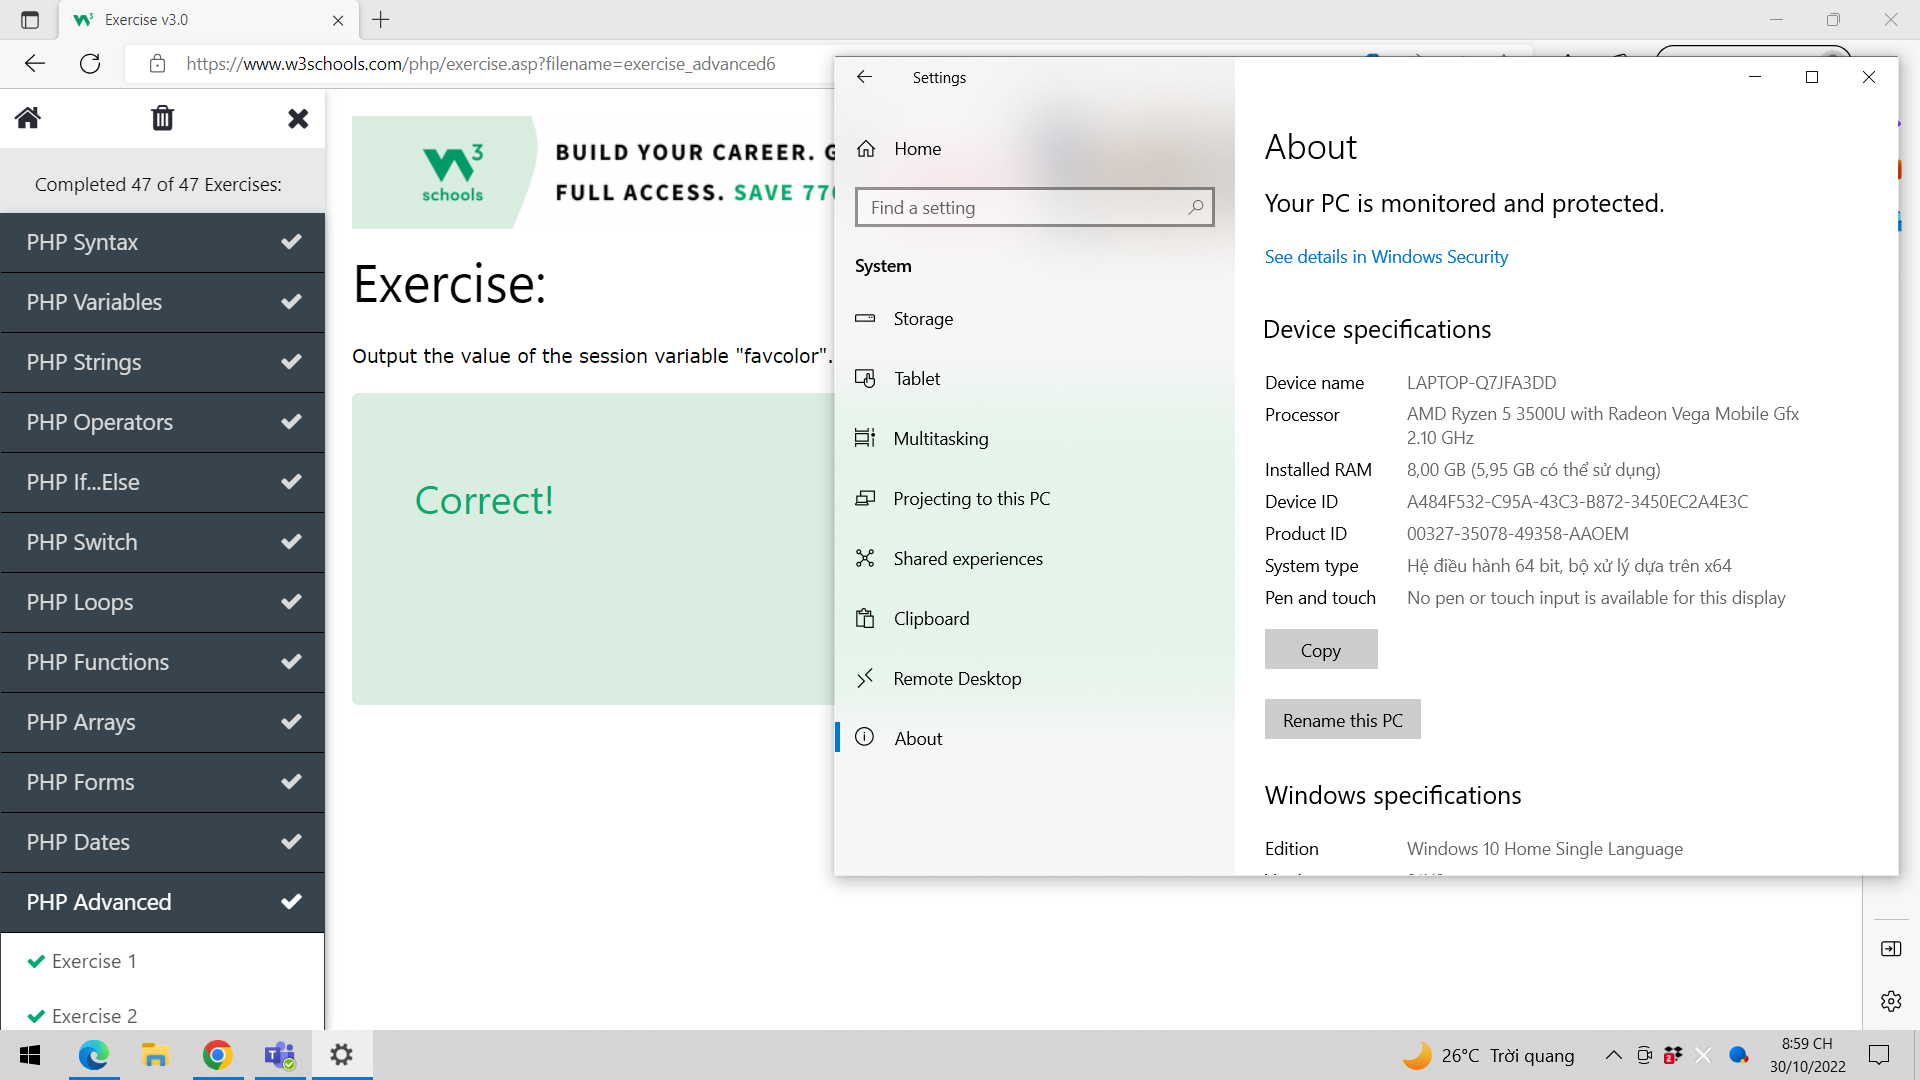 Exercise v3.0
https://www.w3schools.com/php/exercise.asp?filename=exercise_advanced6
Completed 47 of 47 Exercises:
PHP Syntax
PHP Variables
PHP Strings
PHP Operators
PHP If...Else
PHP Switch
PHP Loops
PHP Functions
PHP Arrays
PHP Forms
PHP Dates
PHP Advanced
Exercise 1
Exercise 2
W3
schools
BUILD YOUR CAREER. G
FULL ACCESS. SAVE 770
Exercise:
Output the value of the session variable "favcolor".
Correct!
Settings
Home
Find a setting
System
Storage
Tablet
Multitasking
Projecting to this PC
Shared experiences
Clipboard
Remote Desktop
About
About
Your PC is monitored and protected.
See details in Windows Security
Device specifications
Device name LAPTOP-Q7JFA3DD
Processor AMD Ryzen 5 3500U with Radeon Vega Mobile Gfx
2.10 GHz
Installed RAM 8,00 GB (5,95 GB có thể sử dụng)
Device ID A484F532-C95A-43C3-B872-3450EC2A4E3C
Product ID 00327-35078-49358-AAOEM
System type Hệ điều hành 64 bit, bộ xử lý dựa trên x64
Pen and touch No pen or touch input is available for this display
Copy
Rename this PC
Windows specifications
Edition Windows 10 Home Single Language
26°C Trời quang
2
8:59 CH
30/10/2022